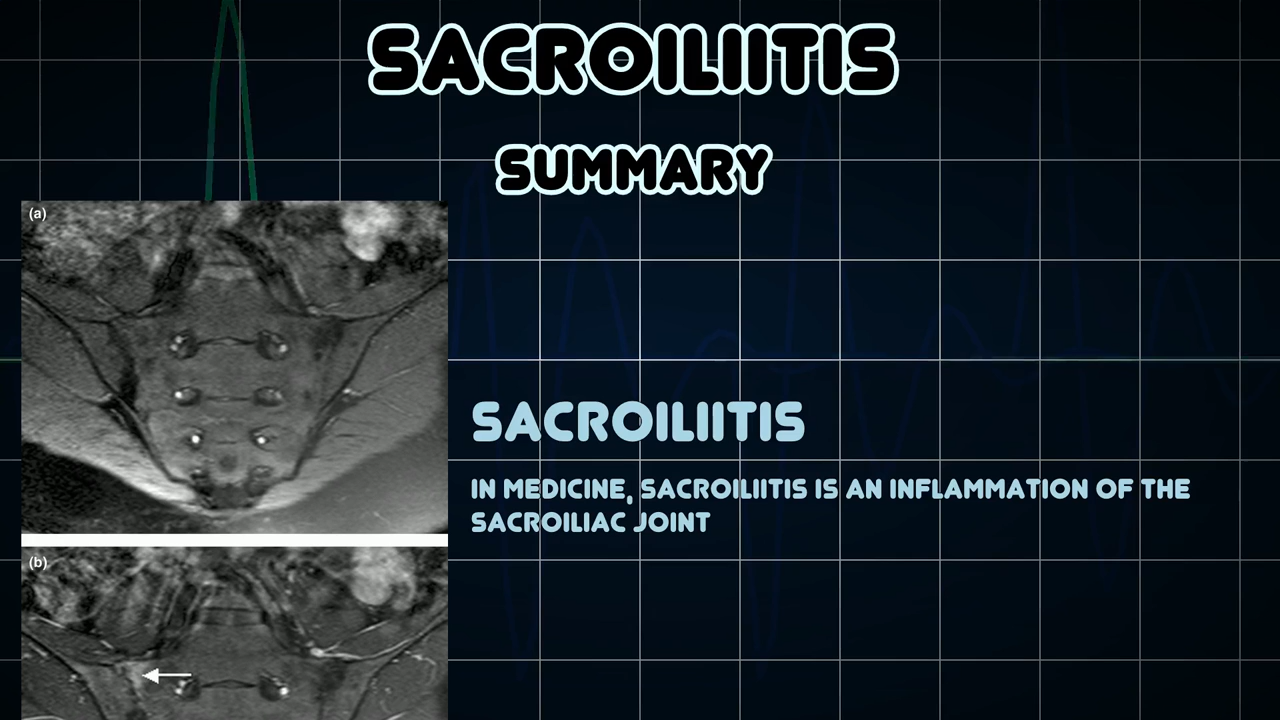 SACROILIITIS
SUMMARY
(a)
SACROILIITIS
IN MEDICINE, SACROILIITIS IS AN INFLAMMATION OF THE
SACROILIAC JOINT
(b)